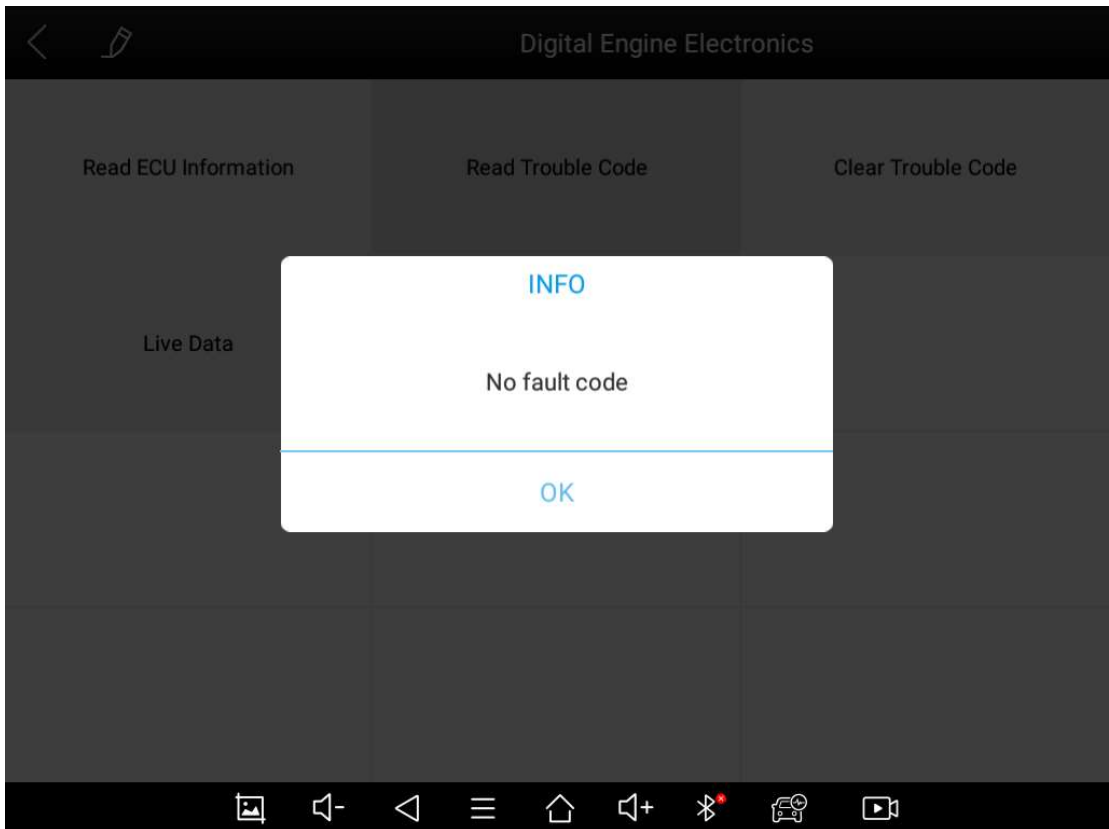 Digital Engine Electronics
Read ECU Information
Read Trouble Code
Clear Trouble Code
Live Data
INFO
No fault code
OK